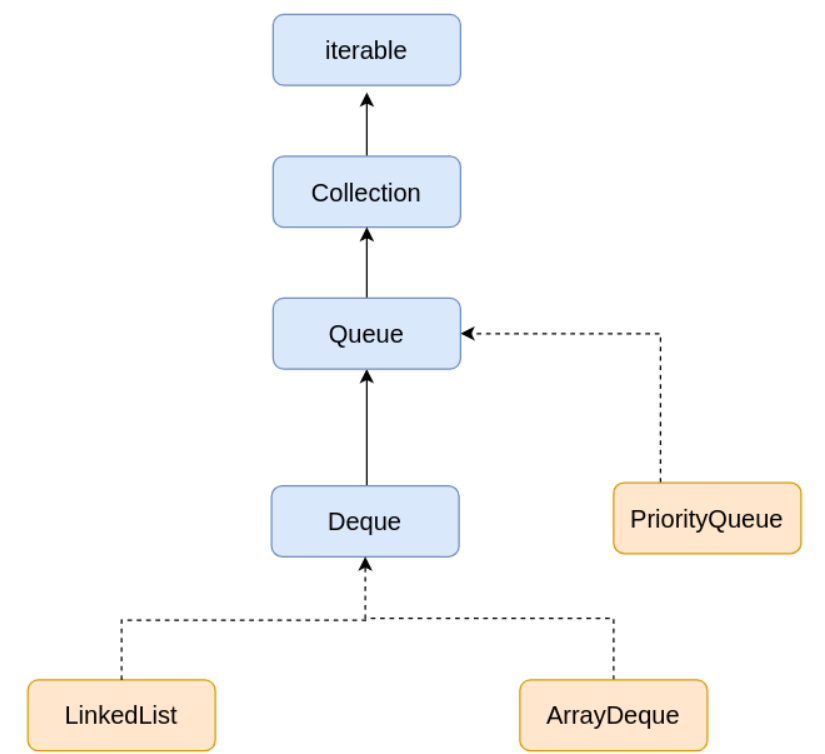 iterable
Collection
Queue
Deque
PriorityQueue
LinkedList
ArrayDeque